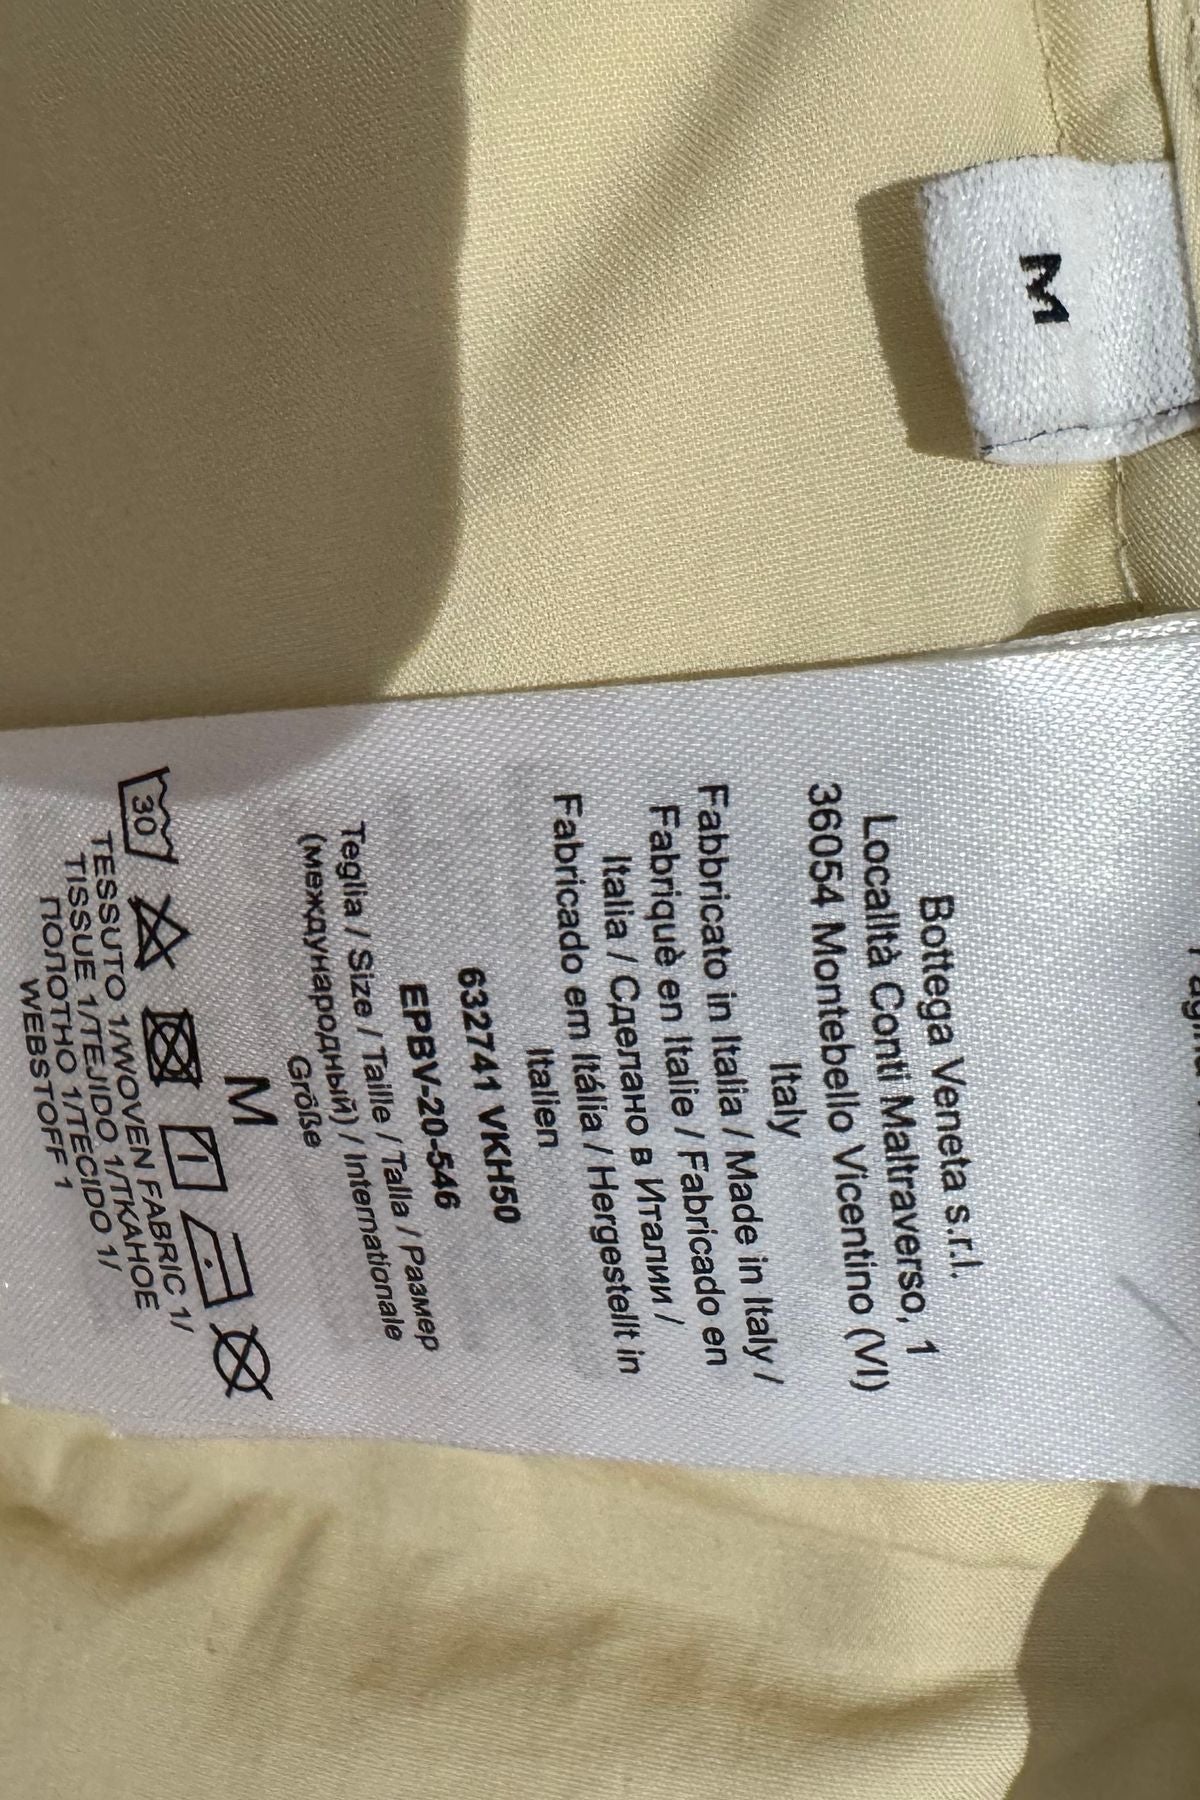 M
Bottega Veneta s.r.l.
Località Conti Maltraverso, 1
36054 Montebello Vicentino (VI)
Italy
Fabbricato in Italia / Made in Italy /
Fabriquè en Italie / Fabricado en
Italia / Сделано в Италии /
Fabricado em Itália / Hergestellt in
Italien
632741 VKH50
EPBV-20-546
Teglia / Size / Taille / Talla / Размер
(международный) / Internationale
Größe
M
30
TESSUTO 1/WOVEN FABRIC 1/
TISSUE 1/TEJIDO 1/ТКАНОЕ
ПОЛОТНО 1/TECIDO 1/
WEBSTOFF 1